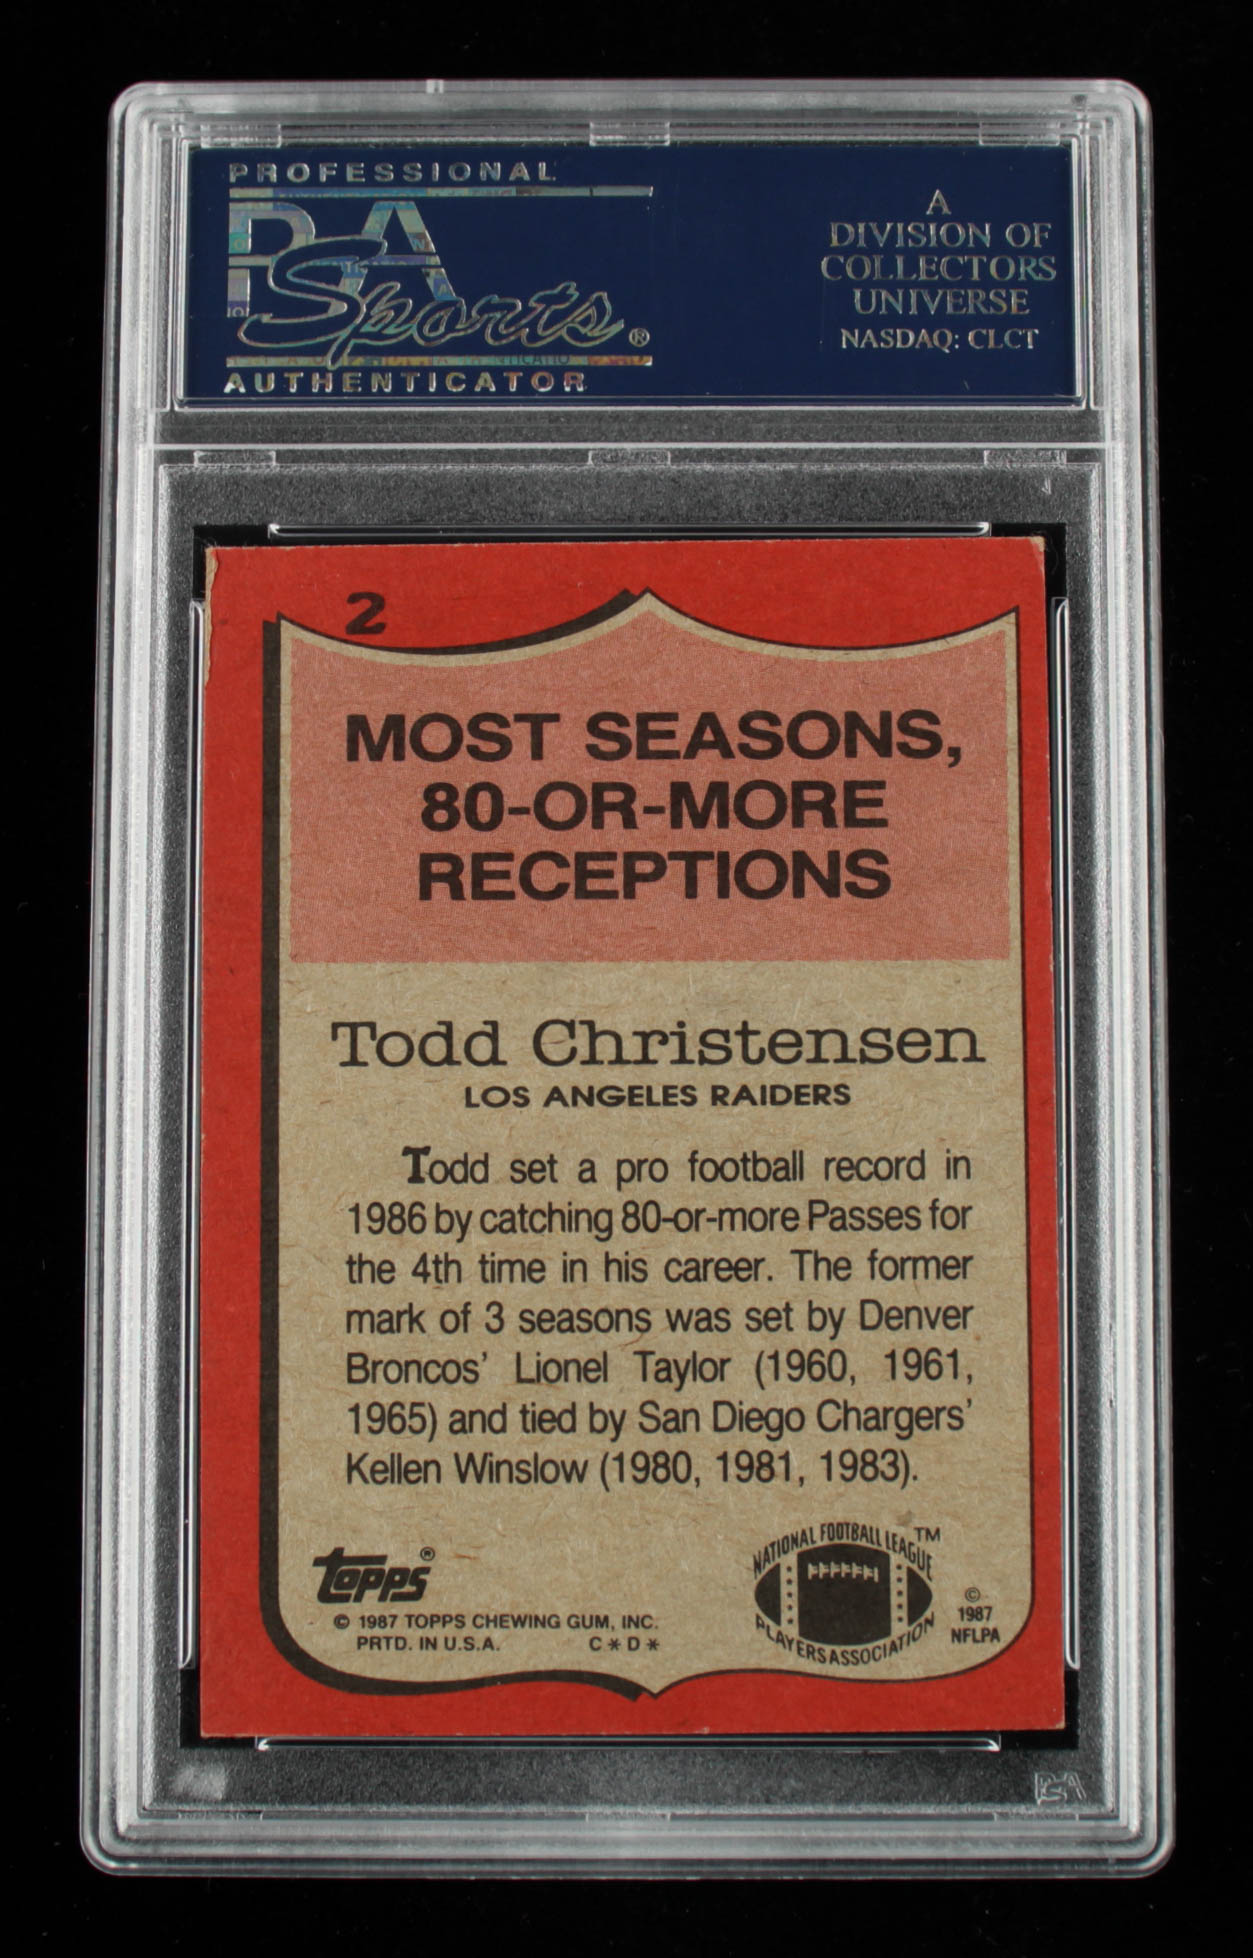 PROFESSIONAL
PSA
Sports®
AUTHENTICATOR
A
DIVISION OF
COLLECTORS
UNIVERSE
NASDAQ: CLCT
2
MOST SEASONS,
80-OR-MORE
RECEPTIONS
Todd Christensen
LOS ANGELES RAIDERS
Todd set a pro football record in
1986 by catching 80-or-more Passes for
the 4th time in his career. The former
mark of 3 seasons was set by Denver
Broncos' Lionel Taylor (1960, 1961,
1965) and tied by San Diego Chargers'
Kellen Winslow (1980, 1981, 1983).
topps®
© 1987 TOPPS CHEWING GUM, INC.
PRTD. IN U.S.A. C*D*
NATIONAL FOOTBALL LEAGUE™
PLAYERS ASSOCIATION
©
1987
NFLPA
PSA